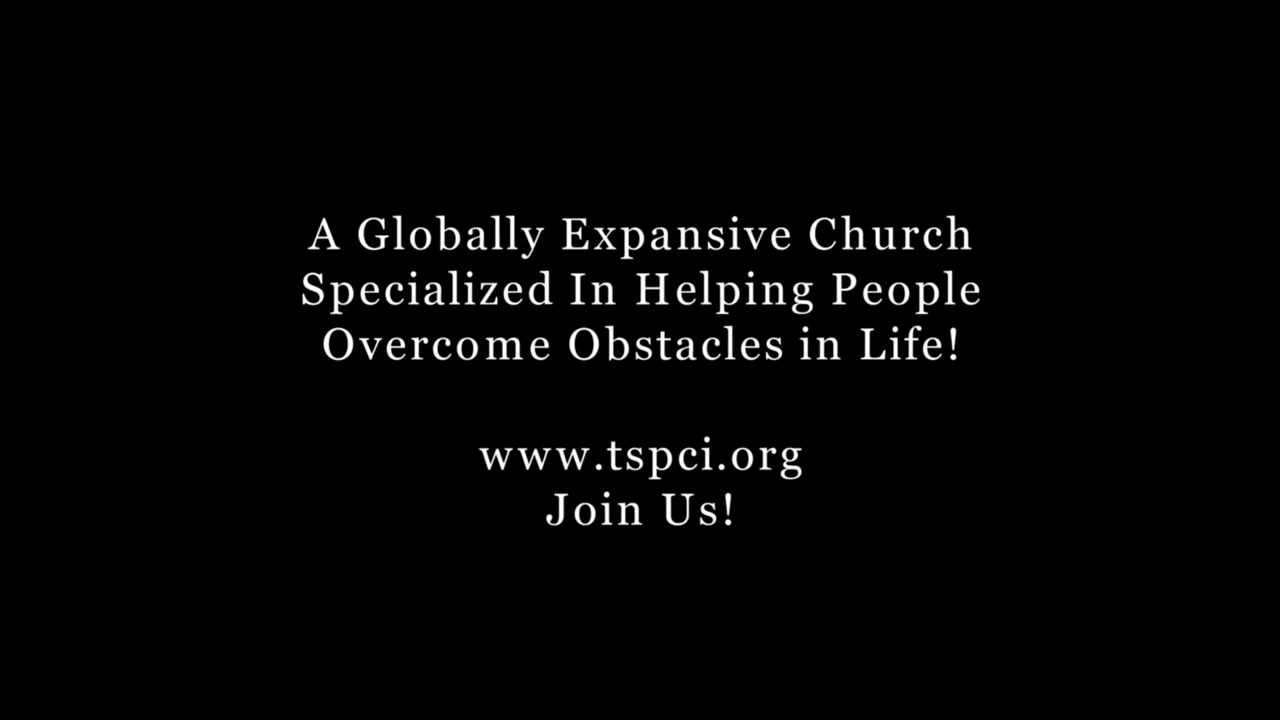 A Globally Expansive Church
Specialized In Helping People
Overcome Obstacles in Life!
www.tspci.org
Join Us!